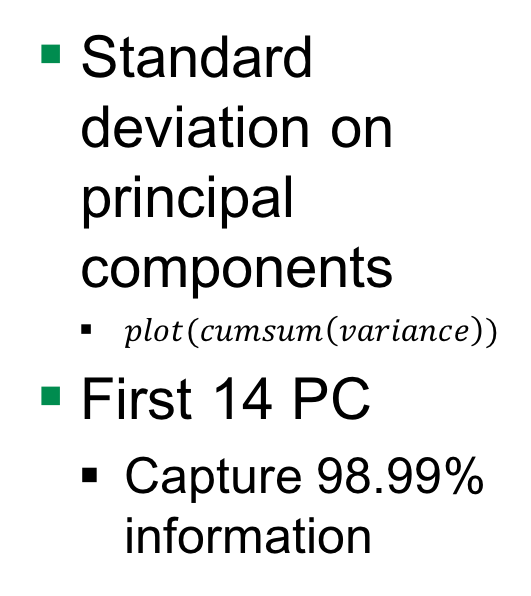 ▪ Standard
deviation on
principal
components
▪ plot(cumsum(variance))
▪ First 14 PC
▪ Capture 98.99%
information